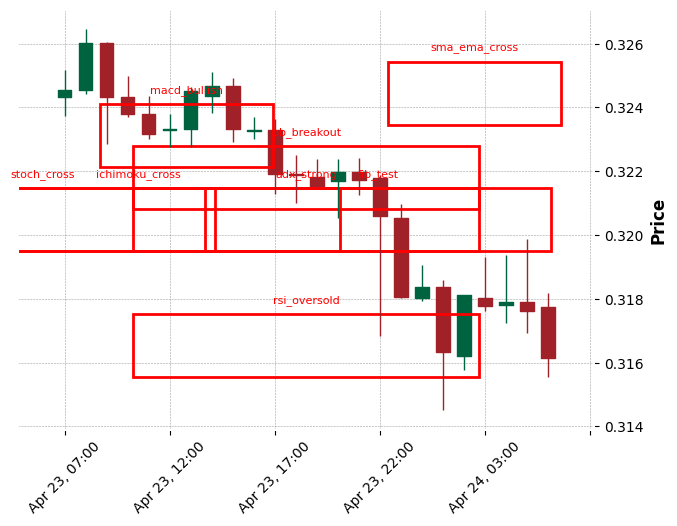 sma_ema_cross
macd_bullish
bb_breakout
stoch_cross
ichimoku_cross
adx_strong
fib_test
rsi_oversold
0.326
0.324
0.322
0.320
0.318
0.316
0.314
Price
Apr 23, 07:00
Apr 23, 12:00
Apr 23, 17:00
Apr 23, 22:00
Apr 24, 03:00